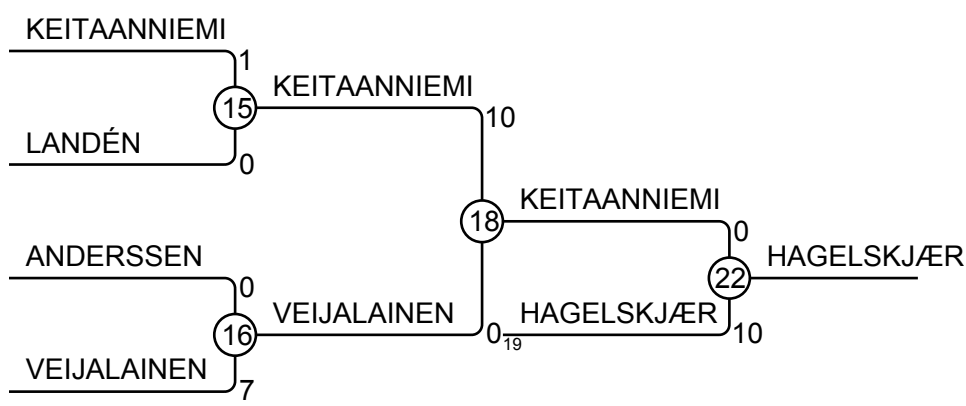 KEITAANNIEMI
1
15
KEITAANNIEMI
10
LANDÉN
0
18
KEITAANNIEMI
0
ANDERSSEN
0
22
HAGELSKJÆR
16
VEIJALAINEN
0
19
HAGELSKJÆR
10
VEIJALAINEN
7